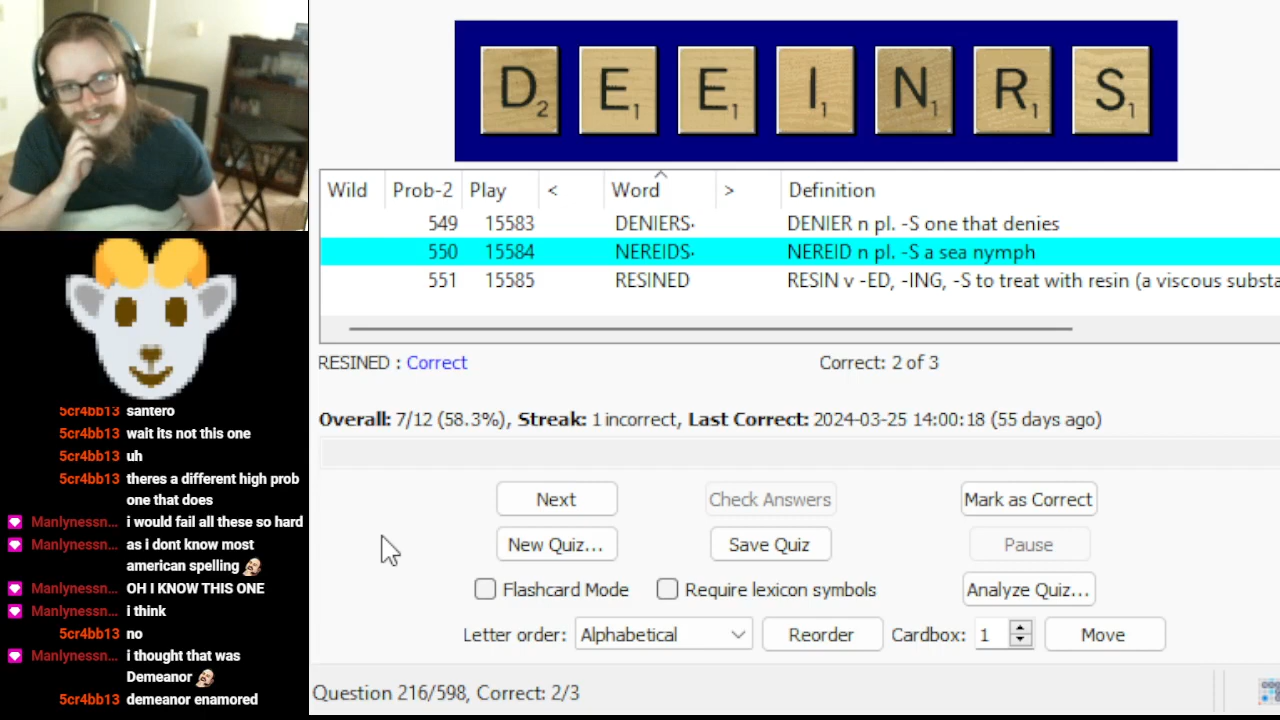 D2 E1 E1 I1 N1 R1 S1
Wild Prob-2 Play < Word > Definition
549 15583 DENIERS· DENIER n pl. -S one that denies
550 15584 NEREIDS· NEREID n pl. -S a sea nymph
551 15585 RESINED RESIN v -ED, -ING, -S to treat with resin (a viscous substa
RESINED : Correct Correct: 2 of 3
Overall: 7/12 (58.3%), Streak: 1 incorrect, Last Correct: 2024-03-25 14:00:18 (55 days ago)
Next Check Answers Mark as Correct
New Quiz... Save Quiz Pause
Flashcard Mode Require lexicon symbols Analyze Quiz...
Letter order: Alphabetical Reorder Cardbox: 1 Move
Question 216/598, Correct: 2/3
5cr4bb13 santero
5cr4bb13 wait its not this one
5cr4bb13 uh
5cr4bb13 theres a different high prob
one that does
Manlynessn... i would fail all these so hard
Manlynessn... as i dont know most
american spelling
Manlynessn... OH I KNOW THIS ONE
Manlynessn... i think
5cr4bb13 no
Manlynessn... i thought that was
Demeanor
5cr4bb13 demeanor enamored